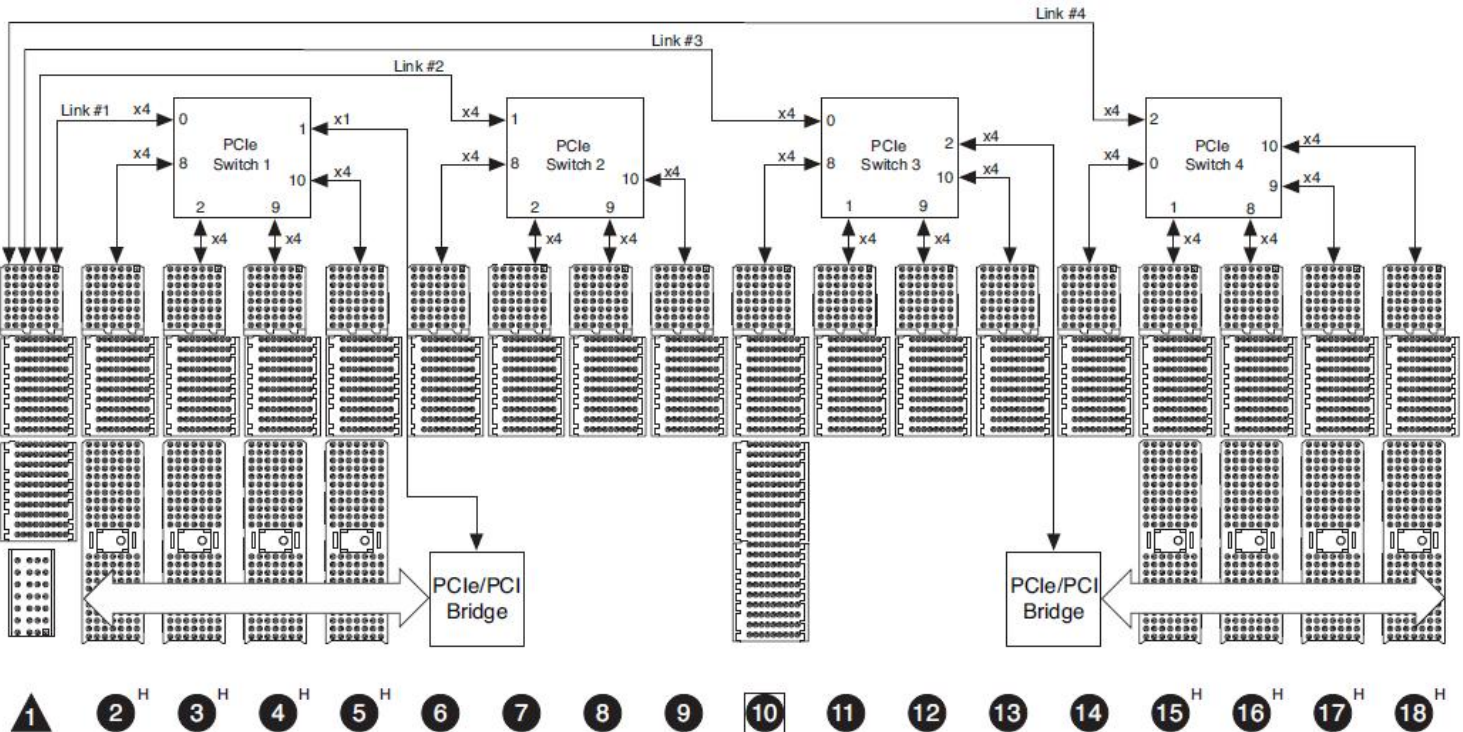 Link #4
Link #3
Link #2
Link #1 x4
0
1
x1
PCIe
Switch 1
x4
8
10
x4
2
9
x4
x4
x4
1
PCIe
Switch 2
x4
8
10
x4
2
9
x4
x4
x4
0
PCIe
Switch 3
2
x4
x4
8
10
x4
1
9
x4
x4
x4
2
PCIe
Switch 4
10
x4
x4
0
9
x4
1
8
x4
x4
PCIe/PCI
Bridge
PCIe/PCI
Bridge
1 2 H 3 H 4 H 5 H 6 7 8 9 10 11 12 13 14 15 H 16 H 17 H 18 H